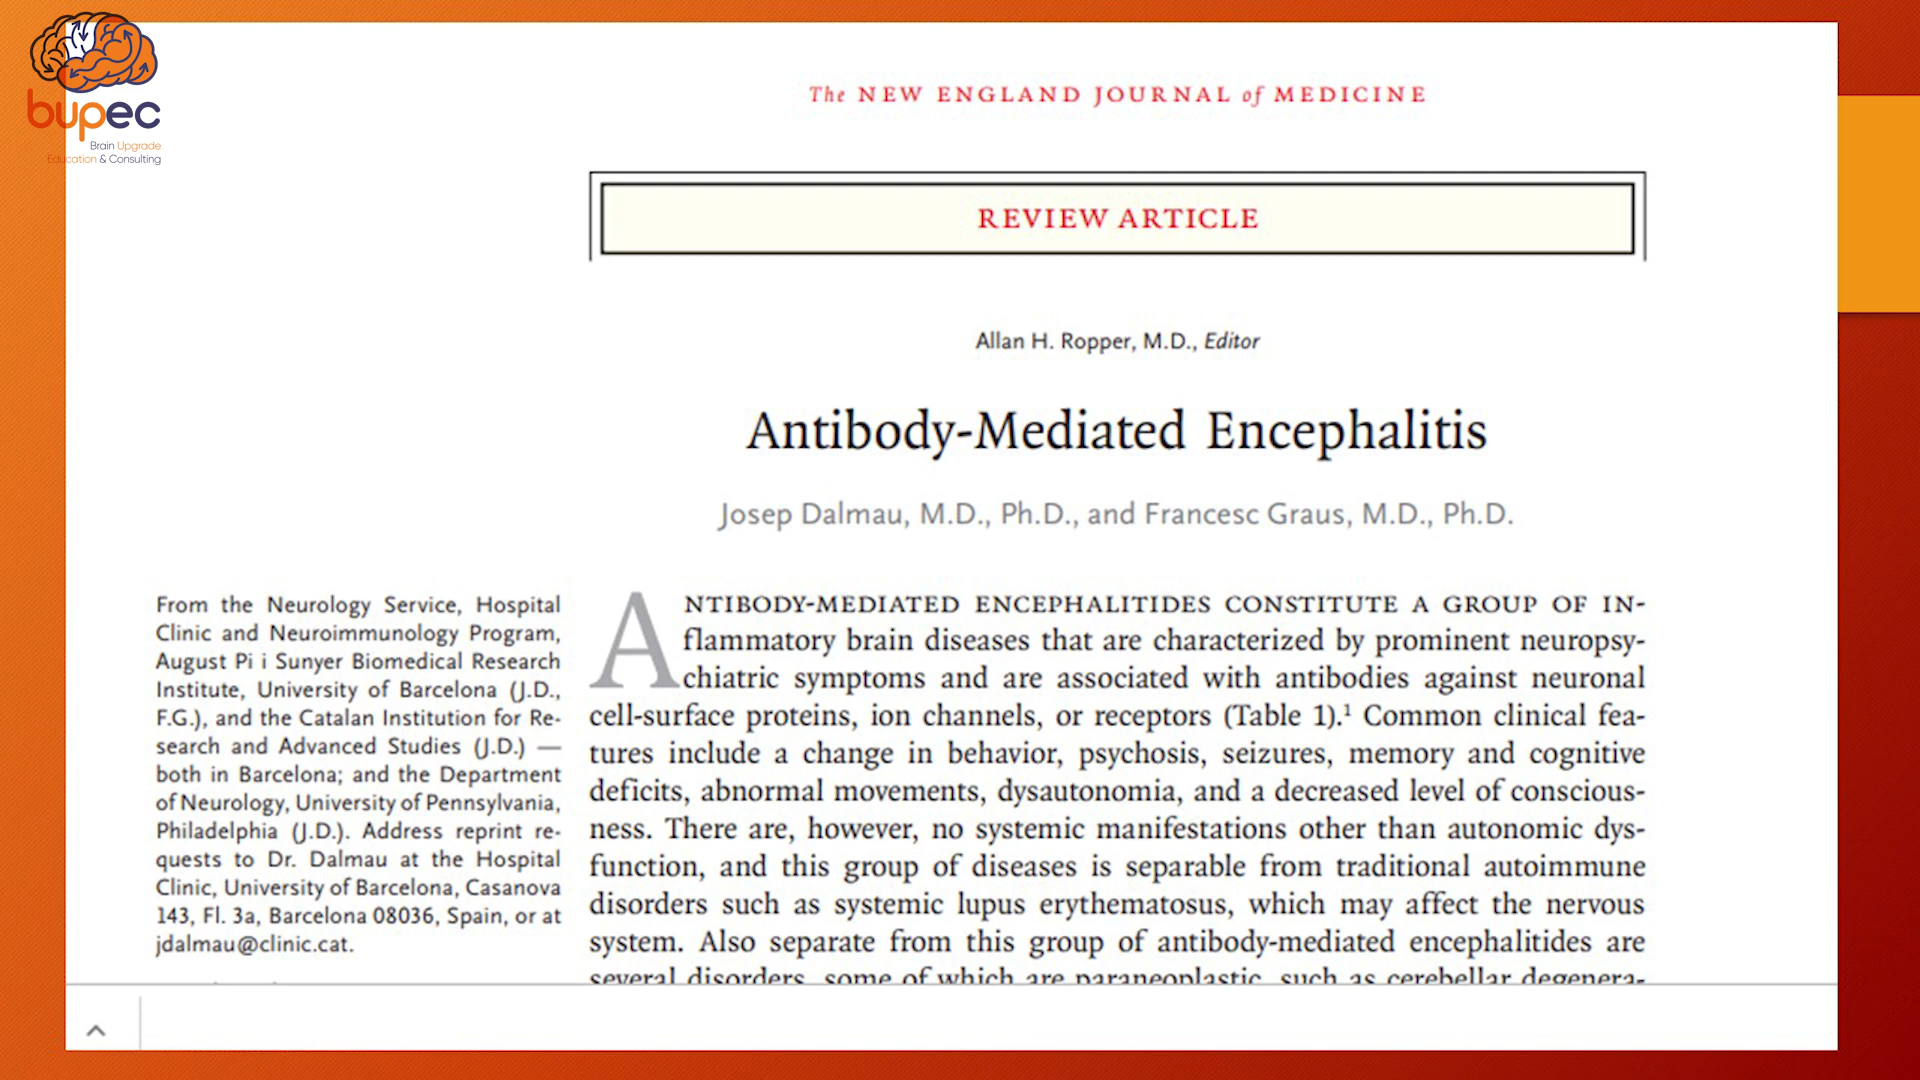 bupec
Brain Upgrade
Education & Consulting
The NEW ENGLAND JOURNAL of MEDICINE
REVIEW ARTICLE
Allan H. Ropper, M.D., Editor
Antibody-Mediated Encephalitis
Josep Dalmau, M.D., Ph.D., and Francesc Graus, M.D., Ph.D.
From the Neurology Service, Hospital
Clinic and Neuroimmunology Program,
August Pi i Sunyer Biomedical Research
Institute, University of Barcelona (J.D.,
F.G.), and the Catalan Institution for Re-
search and Advanced Studies (J.D.) —
both in Barcelona; and the Department
of Neurology, University of Pennsylvania,
Philadelphia (J.D.). Address reprint re-
quests to Dr. Dalmau at the Hospital
Clinic, University of Barcelona, Casanova
143, Fl. 3a, Barcelona 08036, Spain, or at
jdalmau@clinic.cat.
ANTIBODY-MEDIATED ENCEPHALITIDES CONSTITUTE A GROUP OF IN-
flammatory brain diseases that are characterized by prominent neuropsy-
chiatric symptoms and are associated with antibodies against neuronal
cell-surface proteins, ion channels, or receptors (Table 1).¹ Common clinical fea-
tures include a change in behavior, psychosis, seizures, memory and cognitive
deficits, abnormal movements, dysautonomia, and a decreased level of conscious-
ness. There are, however, no systemic manifestations other than autonomic dys-
function, and this group of diseases is separable from traditional autoimmune
disorders such as systemic lupus erythematosus, which may affect the nervous
system. Also separate from this group of antibody-mediated encephalitides are
several disorders, some of which are paraneoplastic, such as cerebellar degenera-